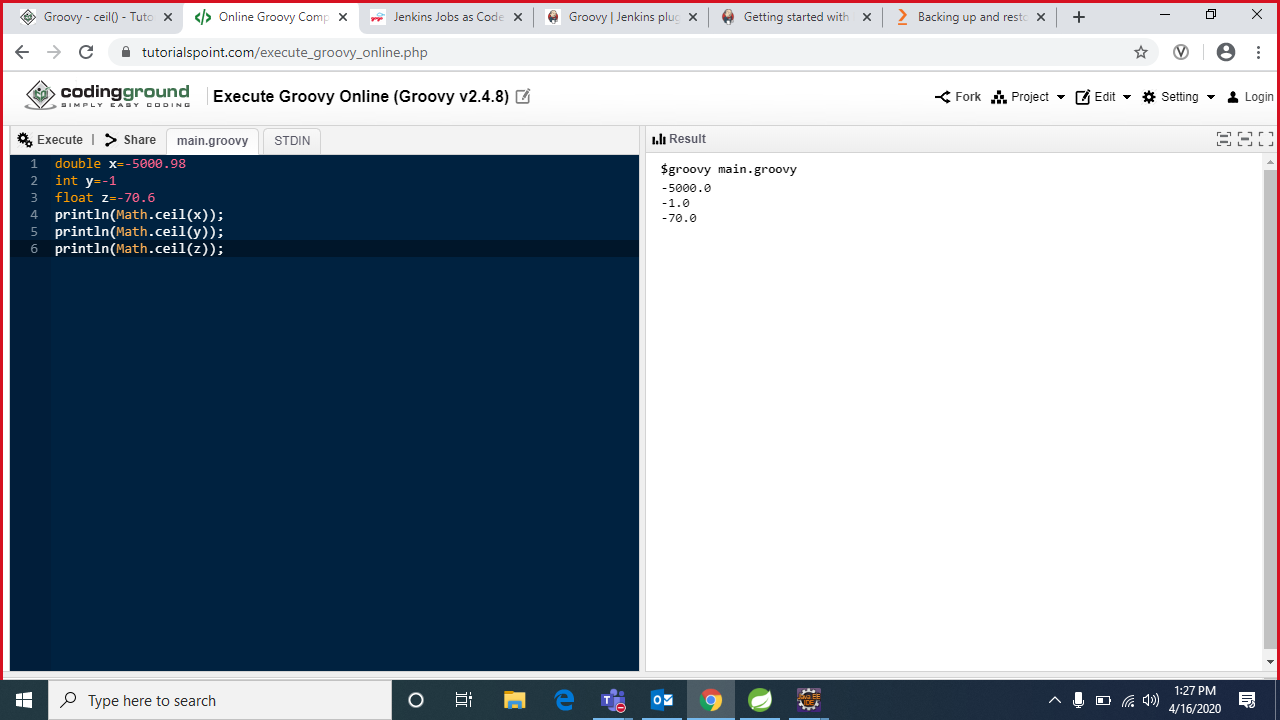 Groovy - ceil() - Tuto
Online Groovy Comp
Jenkins Jobs as Code
Groovy | Jenkins plug
Getting started with
Backing up and resto
tutorialspoint.com/execute_groovy_online.php
codingground
SIMPLY EASY CODING
Execute Groovy Online (Groovy v2.4.8)
Fork
Project
Edit
Setting
Login
Execute | Share
main.groovy
STDIN
Result
1 double x=-5000.98
2 int y=-1
3 float z=-70.6
4 println(Math.ceil(x));
5 println(Math.ceil(y));
6 println(Math.ceil(z));
$groovy main.groovy
-5000.0
-1.0
-70.0
Type here to search
Java EE
IDE
1:27 PM
4/16/2020